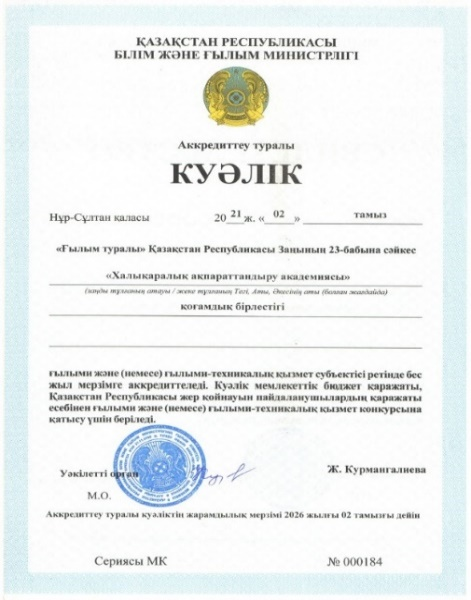 ҚАЗАҚСТАН РЕСПУБЛИКАСЫ
БІЛІМ ЖӘНЕ ҒЫЛЫМ МИНИСТРЛІГІ
Аккредиттеу туралы
КУӘЛІК
Нұр-Сұлтан қаласы 2021 ж. «02» тамыз
«Ғылым туралы» Қазақстан Республикасы Заңының 23-бабына сәйкес
«Халықаралық ақпараттандыру академиясы»
(заңды тұлғаның атауы / жеке тұлғаның Тегі, Аты, Әкесінің аты (болған жағдайда)
қоғамдық бірлестігі
ғылыми және (немесе) ғылыми-техникалық қызмет субъектісі ретінде бес
жыл мерзімге аккредиттеледі. Куәлік мемлекеттік бюджет қаражаты,
Қазақстан Республикасы жер қойнауын пайдаланушылардың қаражаты
есебінен ғылыми және (немесе) ғылыми-техникалық қызмет конкурсына
қатысу үшін беріледі.
Уәкілетті орган Ж. Курмангалиева
М.О.
Аккредиттеу туралы куәліктің жарамдылық мерзімі 2026 жылғы 02 тамызға дейін
Сериясы МК № 000184